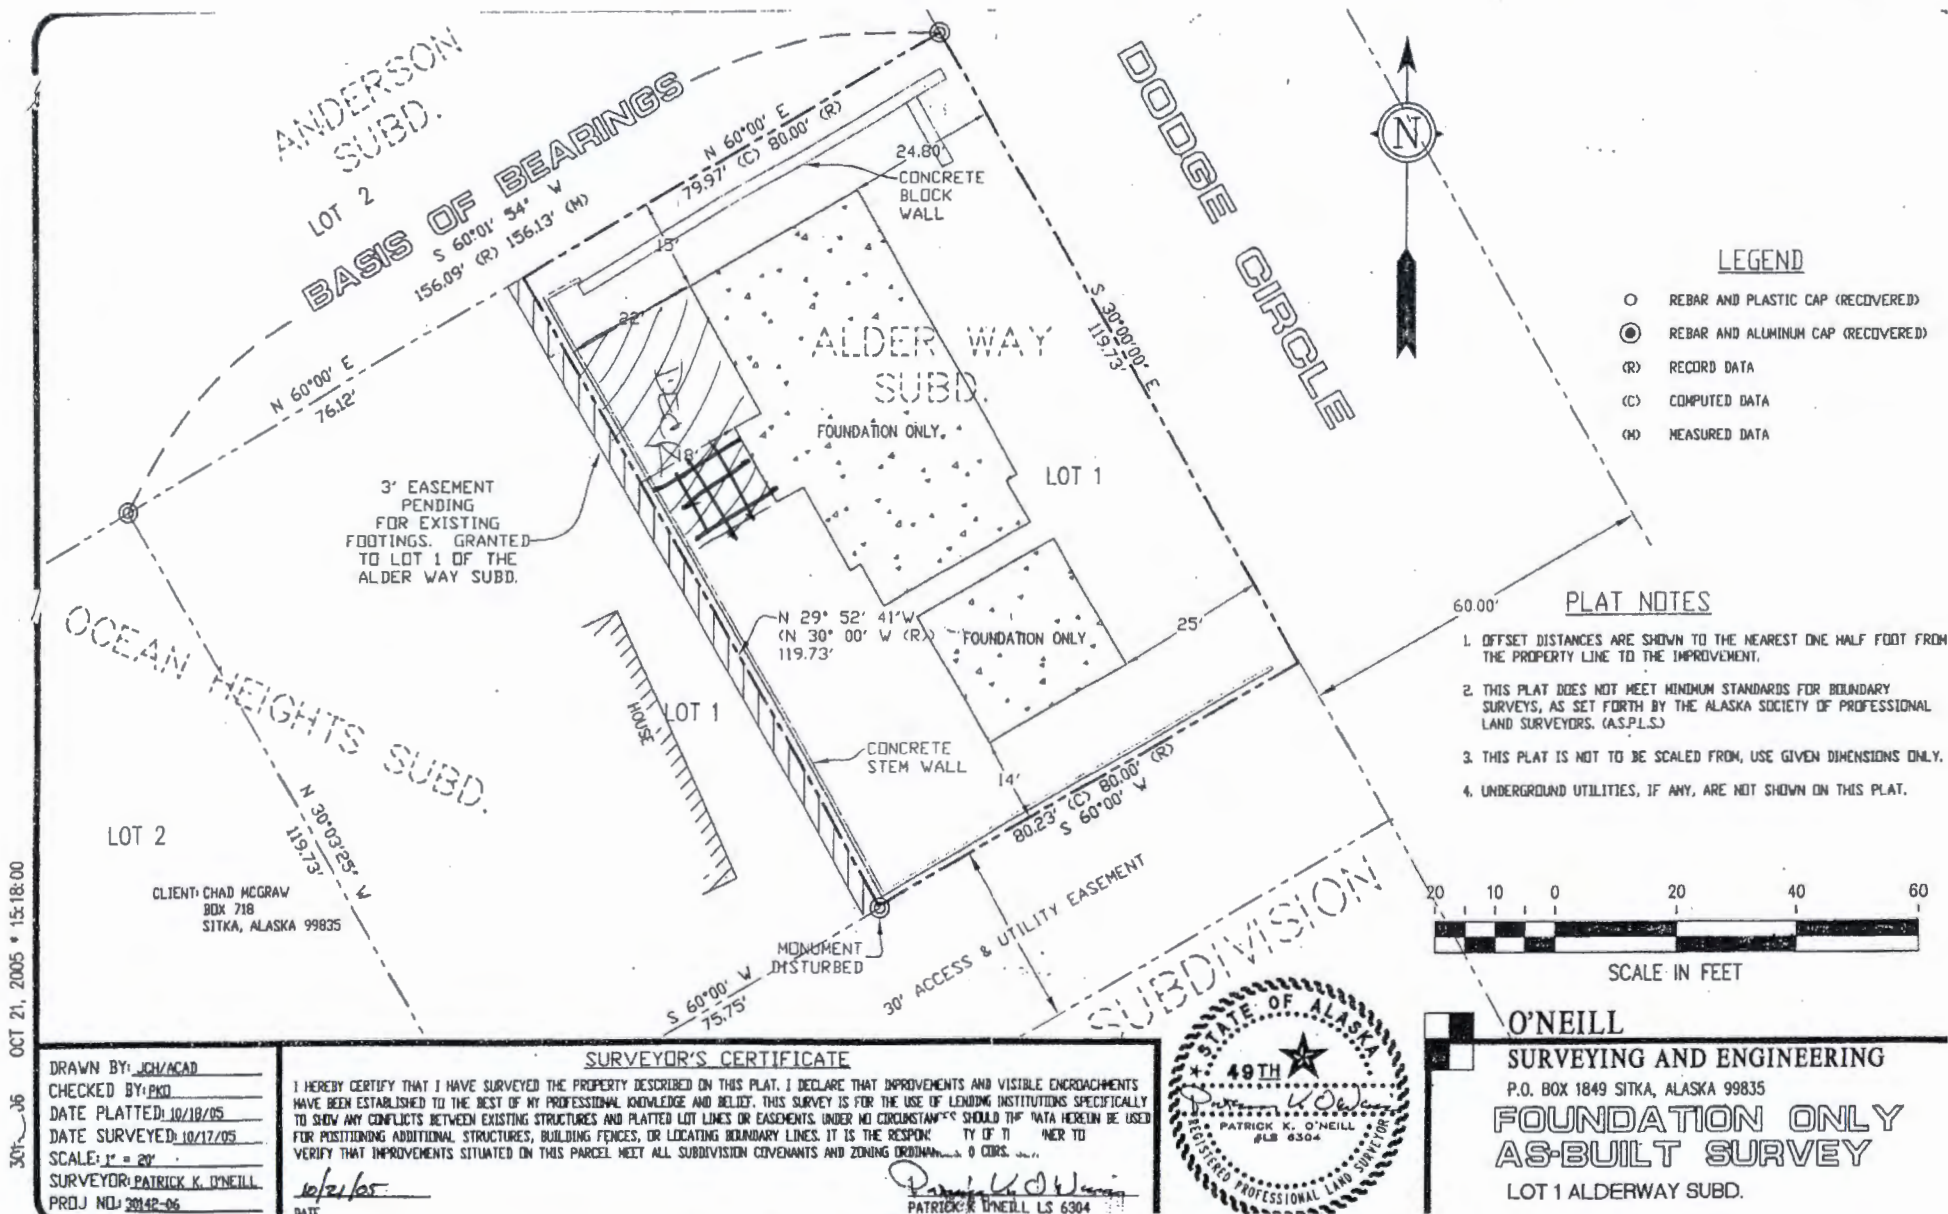 ANDERSON
SUBD.
LOT 2
BASIS OF BEARINGS
S 60°01' 54" W
156.09' (R) 156.13' (M)
N 60°00' E
79.97' (C) 80.00' (R)
24.80'
CONCRETE
BLOCK
WALL
15'
22'
18'
DODGE CIRCLE
N
LEGEND
REBAR AND PLASTIC CAP (RECOVERED)
REBAR AND ALUMINUM CAP (RECOVERED)
(R) RECORD DATA
(C) COMPUTED DATA
(M) MEASURED DATA
N 60°00' E
76.12'
ALDER WAY
SUBD.
FOUNDATION ONLY.
LOT 1
S 30°00'00" E
119.73'
3' EASEMENT
PENDING
FOR EXISTING
FOOTINGS. GRANTED
TO LOT 1 OF THE
ALDER WAY SUBD.
OCEAN HEIGHTS SUBD.
N 29° 52' 41"W
(N 30° 00' W (R))
119.73'
FOUNDATION ONLY
25'
60.00'
HOUSE
LOT 1
CONCRETE
STEM WALL
14'
80.23' (C) 80.00' (R)
S 60°00' W
N 30°03'25" W
119.73'
LOT 2
CLIENT: CHAD MCGRAW
BOX 718
SITKA, ALASKA 99835
MONUMENT
DISTURBED
S 60°00' W
75.75'
30' ACCESS & UTILITY EASEMENT
SUBDIVISION
PLAT NOTES
1. OFFSET DISTANCES ARE SHOWN TO THE NEAREST ONE HALF FOOT FROM
THE PROPERTY LINE TO THE IMPROVEMENT.
2. THIS PLAT DOES NOT MEET MINIMUM STANDARDS FOR BOUNDARY
SURVEYS, AS SET FORTH BY THE ALASKA SOCIETY OF PROFESSIONAL
LAND SURVEYORS. (A.S.P.L.S.)
3. THIS PLAT IS NOT TO BE SCALED FROM, USE GIVEN DIMENSIONS ONLY.
4. UNDERGROUND UTILITIES, IF ANY, ARE NOT SHOWN ON THIS PLAT.
20 10 0 20 40 60
SCALE IN FEET
OCT 21, 2005 * 15:18:00
DRAWN BY: JCH/ACAD
CHECKED BY: PKO
DATE PLATTED: 10/18/05
DATE SURVEYED: 10/17/05
SCALE: 1" = 20'
SURVEYOR: PATRICK K. O'NEILL
PROJ NO: 30142-06
SURVEYOR'S CERTIFICATE
I HEREBY CERTIFY THAT I HAVE SURVEYED THE PROPERTY DESCRIBED ON THIS PLAT. I DECLARE THAT IMPROVEMENTS AND VISIBLE ENCROACHMENTS
HAVE BEEN ESTABLISHED TO THE BEST OF MY PROFESSIONAL KNOWLEDGE AND BELIEF. THIS SURVEY IS FOR THE USE OF LENDING INSTITUTIONS SPECIFICALLY
TO SHOW ANY CONFLICTS BETWEEN EXISTING STRUCTURES AND PLATTED LOT LINES OR EASEMENTS. UNDER NO CIRCUMSTANCES SHOULD THE DATA HEREON BE USED
FOR POSITIONING ADDITIONAL STRUCTURES, BUILDING FENCES, OR LOCATING BOUNDARY LINES. IT IS THE TO
VERIFY THAT IMPROVEMENTS SITUATED ON THIS PARCEL MEET ALL SUBDIVISION COVENANTS AND ZONING
10/21/05
DATE
PATRICK K O'NEILL LS 6304
STATE OF ALASKA
49TH
PATRICK K. O'NEILL
LS 6304
REGISTERED PROFESSIONAL LAND SURVEYOR
O'NEILL
SURVEYING AND ENGINEERING
P.O. BOX 1849 SITKA, ALASKA 99835
FOUNDATION ONLY
AS-BUILT SURVEY
LOT 1 ALDERWAY SUBD.